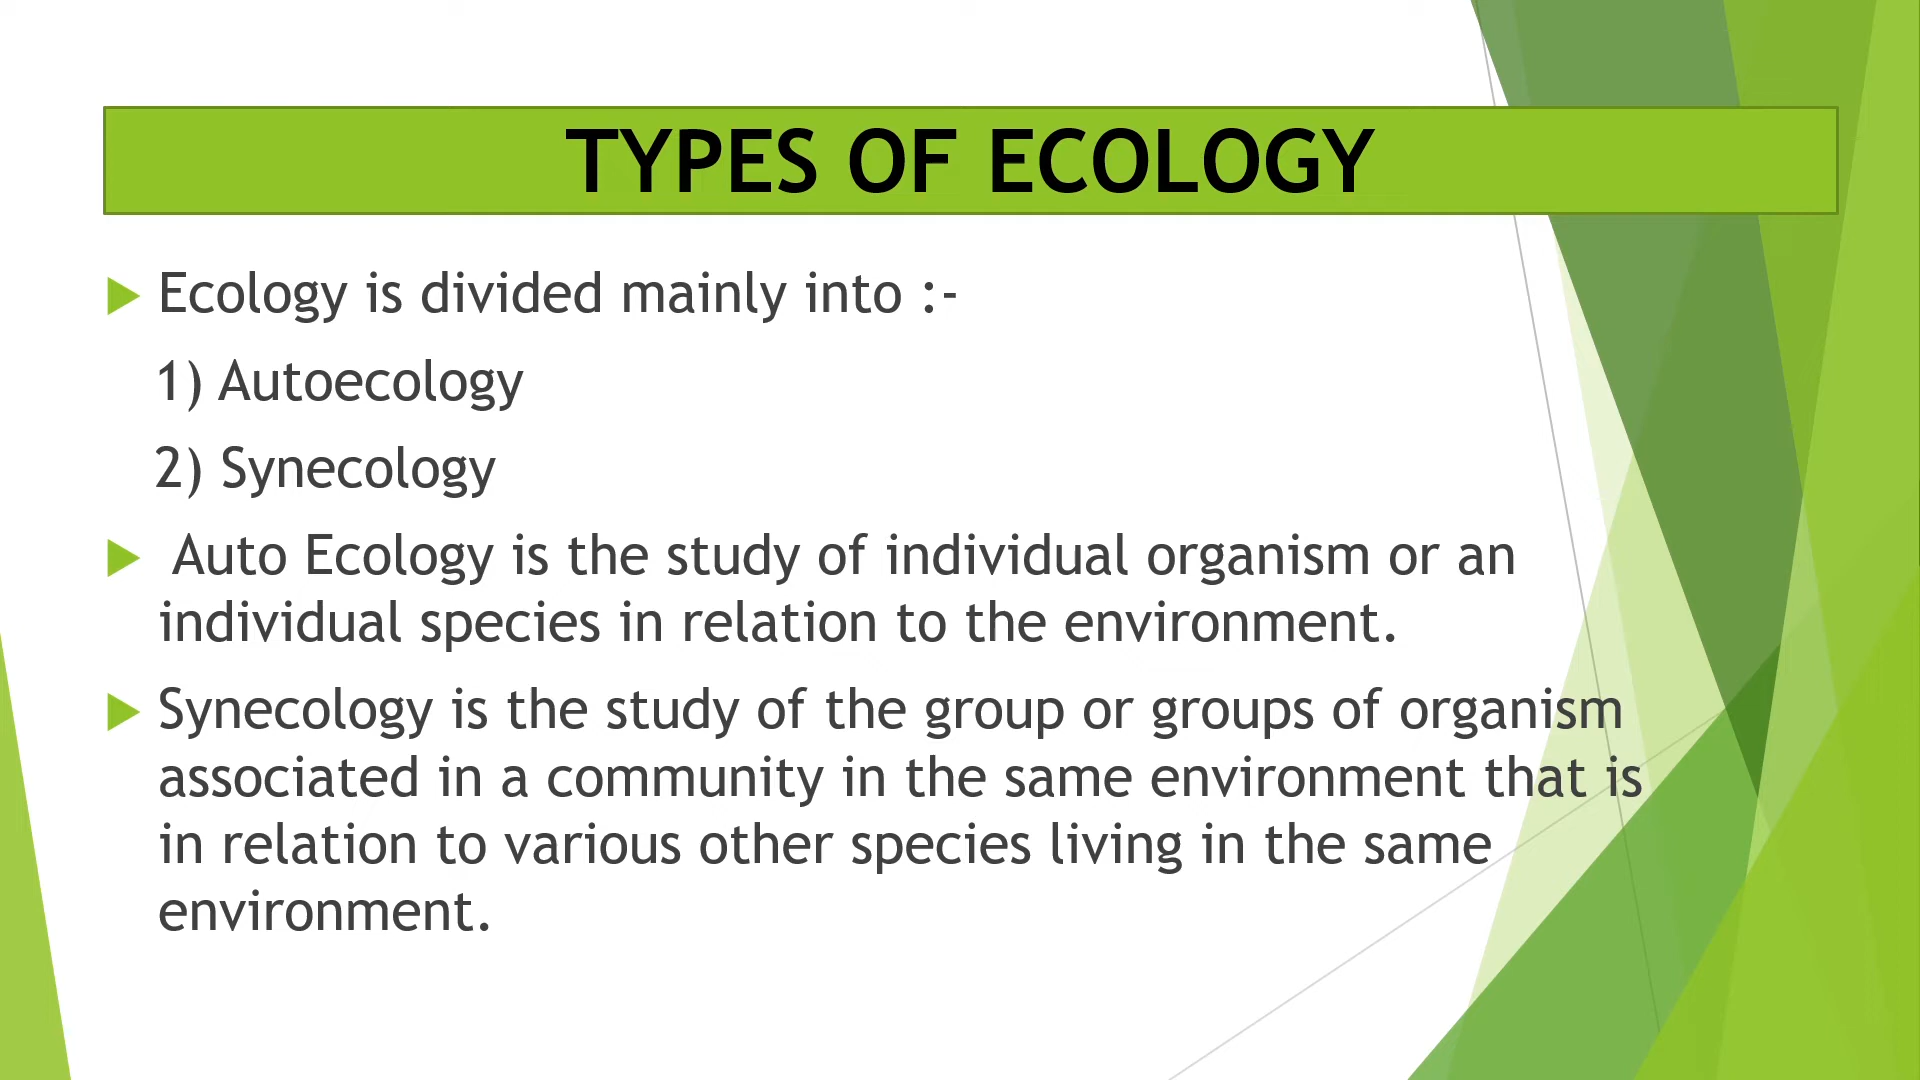 TYPES OF ECOLOGY
Ecology is divided mainly into :-
1) Autoecology
2) Synecology
Auto Ecology is the study of individual organism or an
individual species in relation to the environment.
Synecology is the study of the group or groups of organism
associated in a community in the same environment that is
in relation to various other species living in the same
environment.